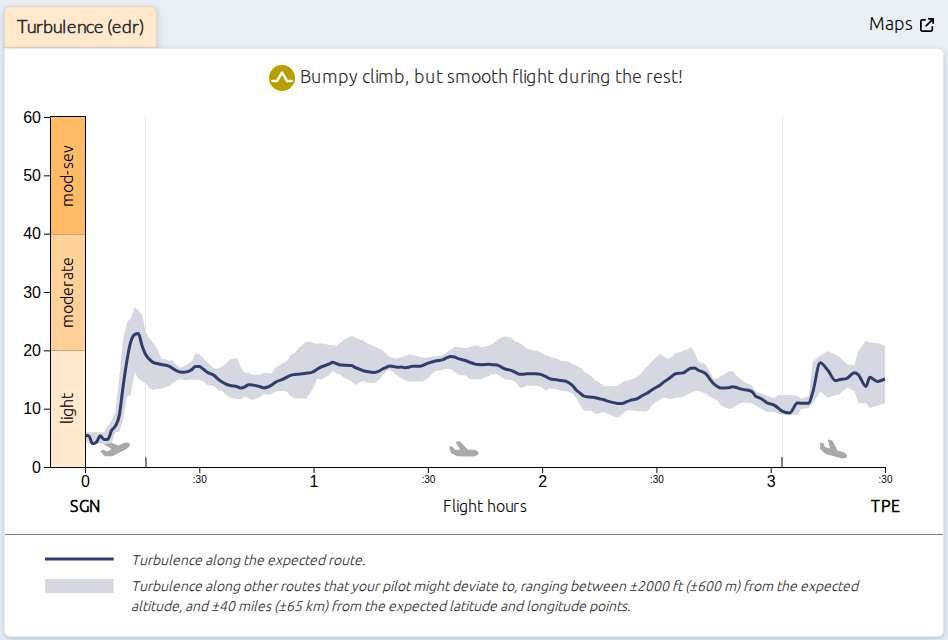 Turbulence (edr)
Maps
Bumpy climb, but smooth flight during the rest!
60
50
40
30
20
10
0
mod-sev
moderate
light
0 :30 1 :30 2 :30 3 :30
SGN Flight hours TPE
Turbulence along the expected route.
Turbulence along other routes that your pilot might deviate to, ranging between ±2000 ft (±600 m) from the expected
altitude, and ±40 miles (±65 km) from the expected latitude and longitude points.